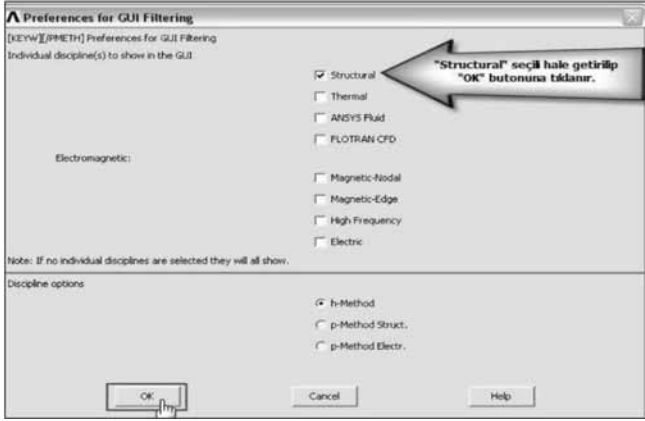 Preferences for GUI Filtering
[KEYW][/PMETH] Preferences for GUI Filtering
Individual discipline(s) to show in the GUI
"Structural" seçili hale getirilip
"OK" butonuna tıklanır.
Structural
Thermal
ANSYS Fluid
FLOTRAN CFD
Electromagnetic:
Magnetic-Nodal
Magnetic-Edge
High Frequency
Electric
Note: If no individual disciplines are selected they will all show.
Discipline options
h-Method
p-Method Struct.
p-Method Electr.
OK
Cancel
Help